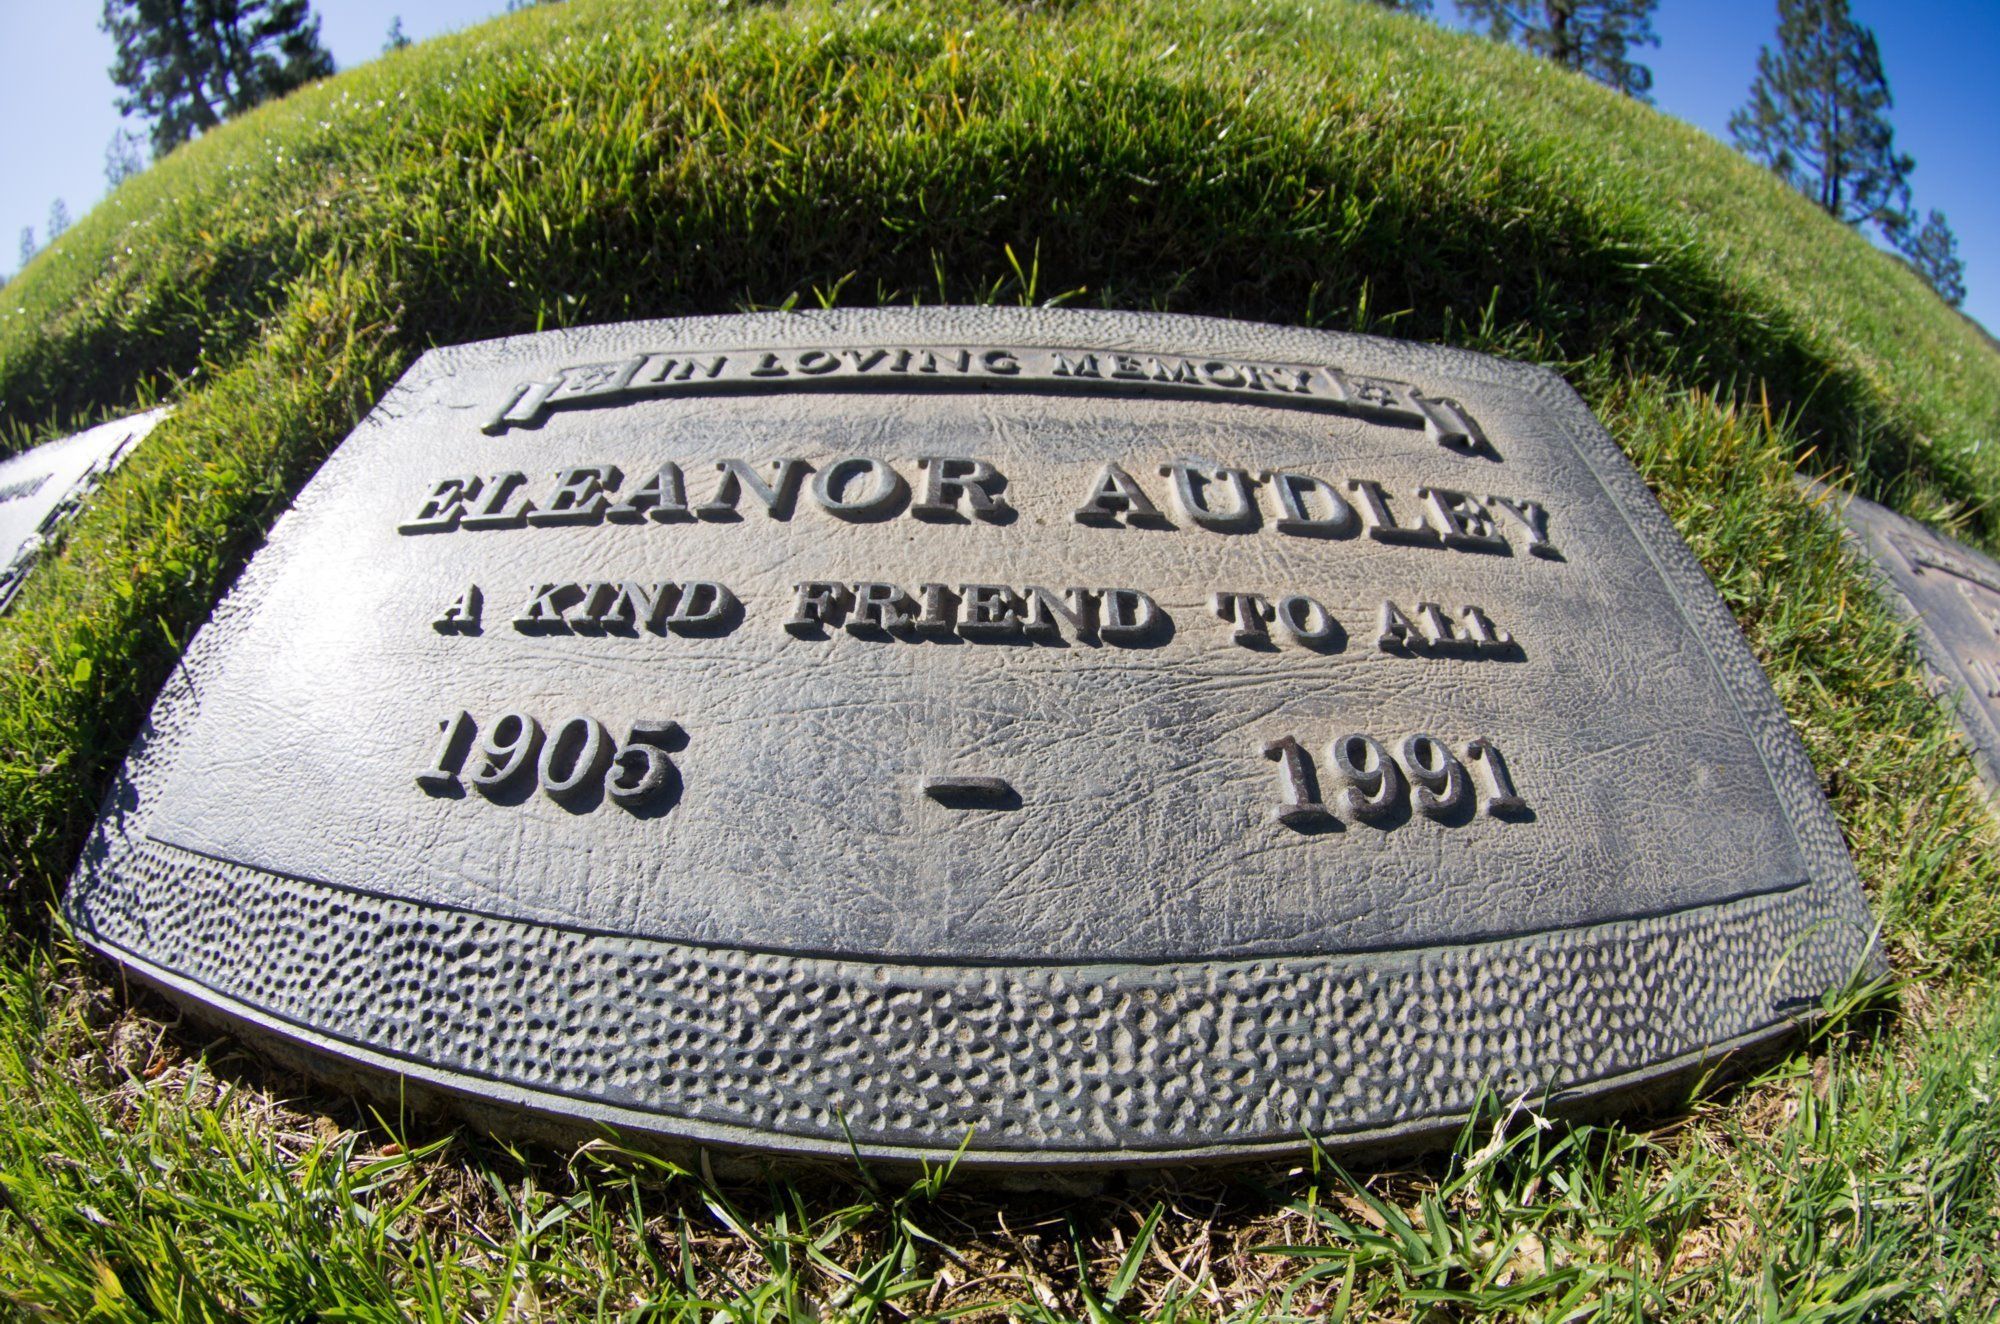 IN LOVING MEMORY
ELEANOR AUDLEY
A KIND FRIEND TO ALL
1905 - 1991